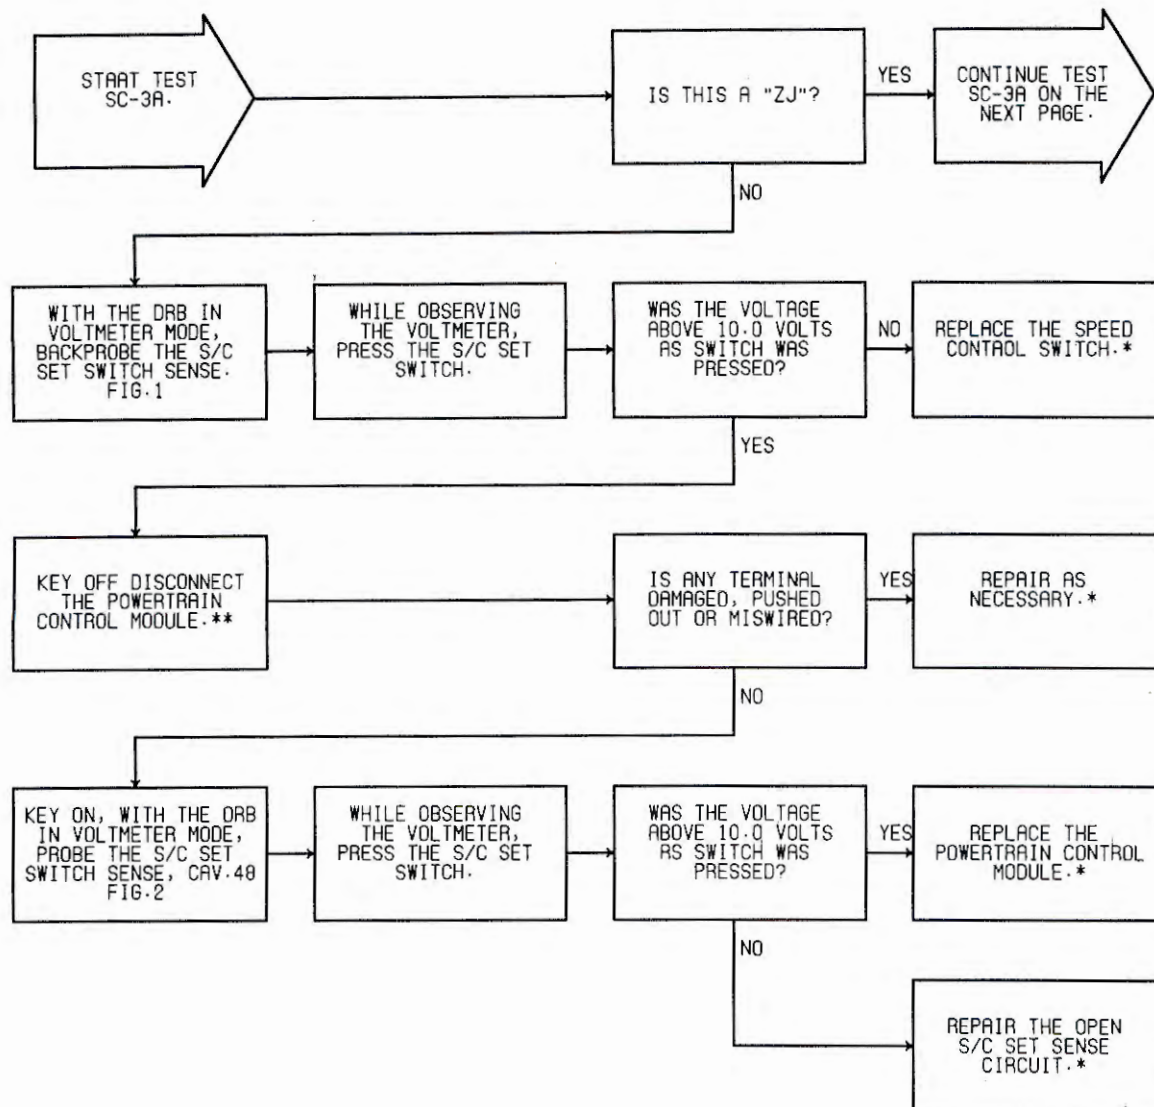 START TEST
SC-3A.
IS THIS A "ZJ"?
YES
CONTINUE TEST
SC-3A ON THE
NEXT PAGE.
NO
WITH THE DRB IN
VOLTMETER MODE,
BACKPROBE THE S/C
SET SWITCH SENSE.
FIG.1
WHILE OBSERVING
THE VOLTMETER,
PRESS THE S/C SET
SWITCH.
WAS THE VOLTAGE
ABOVE 10.0 VOLTS
AS SWITCH WAS
PRESSED?
NO
REPLACE THE SPEED
CONTROL SWITCH.*
YES
KEY OFF DISCONNECT
THE POWERTRAIN
CONTROL MODULE.**
IS ANY TERMINAL
DAMAGED, PUSHED
OUT OR MISWIRED?
YES
REPAIR AS
NECESSARY.*
NO
KEY ON, WITH THE DRB
IN VOLTMETER MODE,
PROBE THE S/C SET
SWITCH SENSE, CAV.48
FIG.2
WHILE OBSERVING
THE VOLTMETER,
PRESS THE S/C SET
SWITCH.
WAS THE VOLTAGE
ABOVE 10.0 VOLTS
AS SWITCH WAS
PRESSED?
YES
REPLACE THE
POWERTRAIN CONTROL
MODULE.*
NO
REPAIR THE OPEN
S/C SET SENSE
CIRCUIT.*